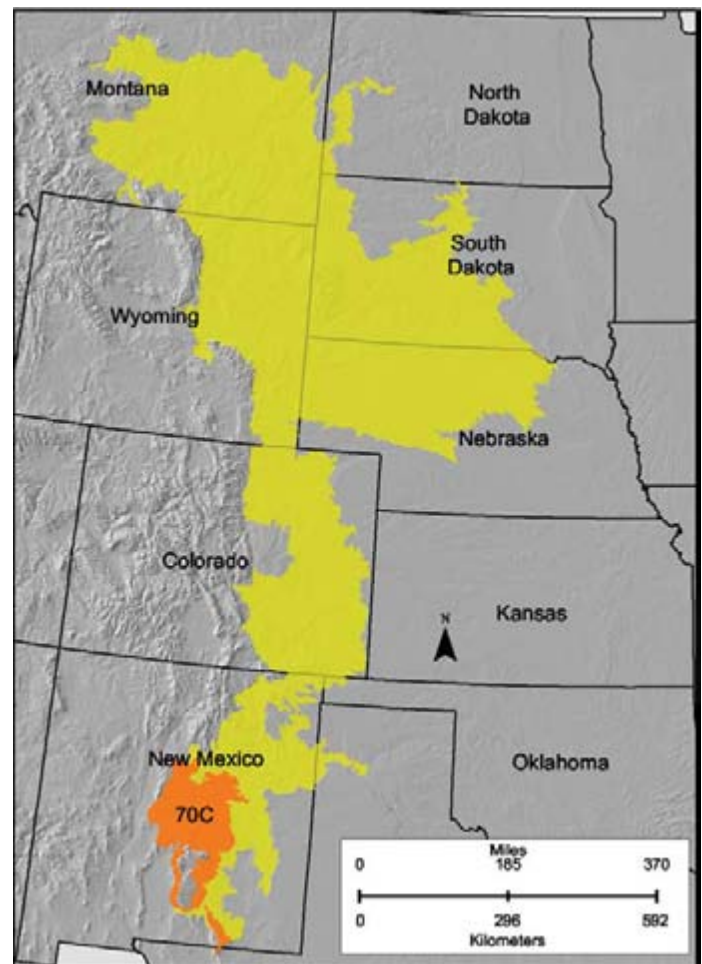 Montana
North
Dakota
South
Dakota
Wyoming
Nebraska
Colorado
N
Kansas
New Mexico
Oklahoma
70C
Miles
0 185 370
0 296 592
Kilometers